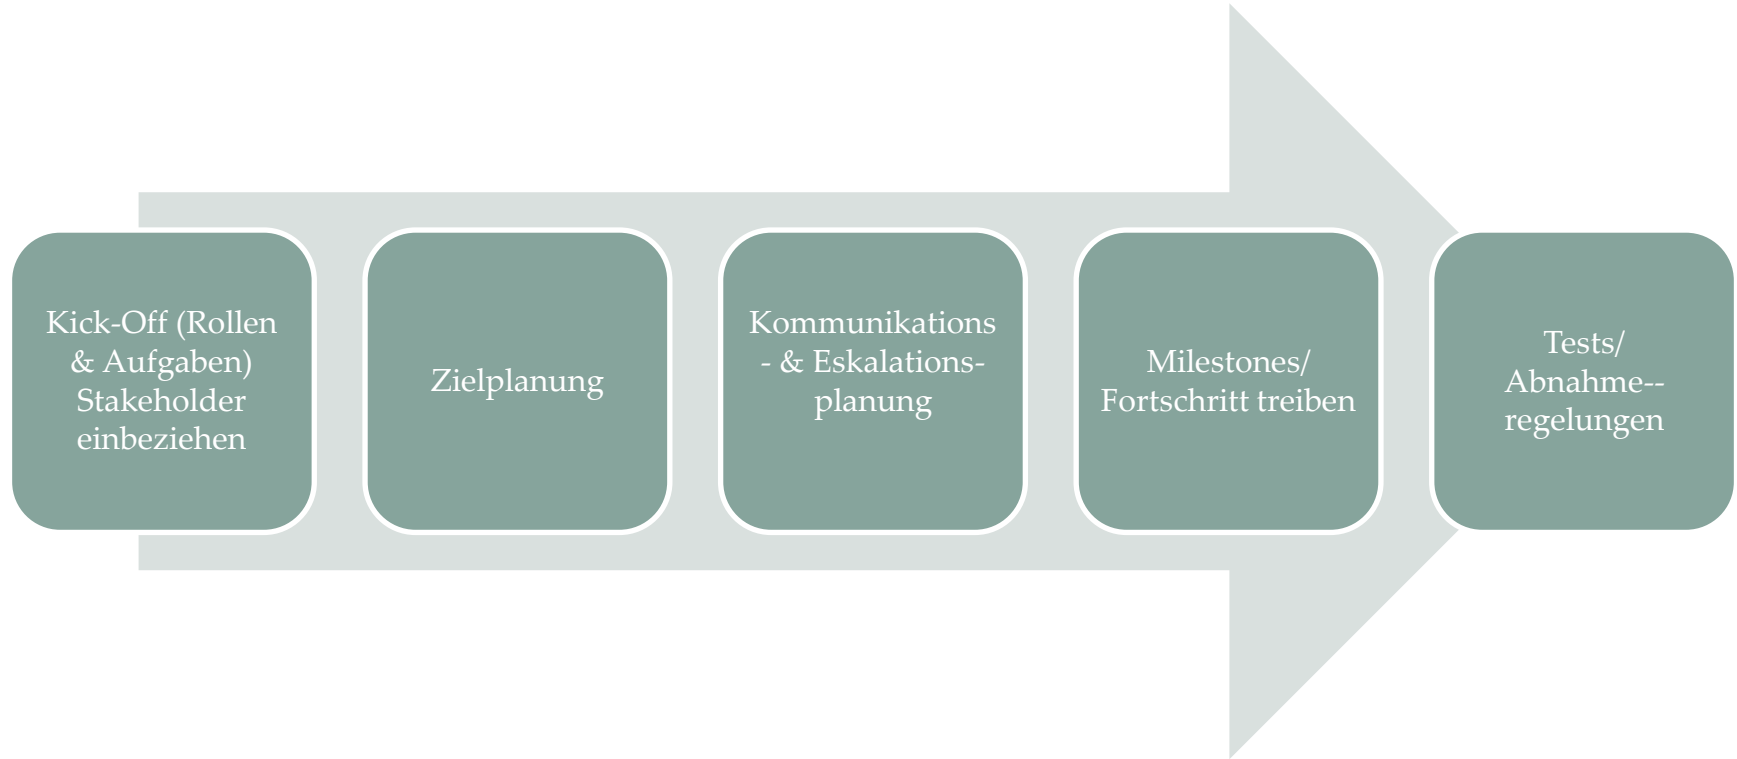 Kick-Off (Rollen
& Aufgaben)
Stakeholder
einbeziehen
Zielplanung
Kommunikations
- & Eskalations-
planung
Milestones/
Fortschritt treiben
Tests/
Abnahme--
regelungen